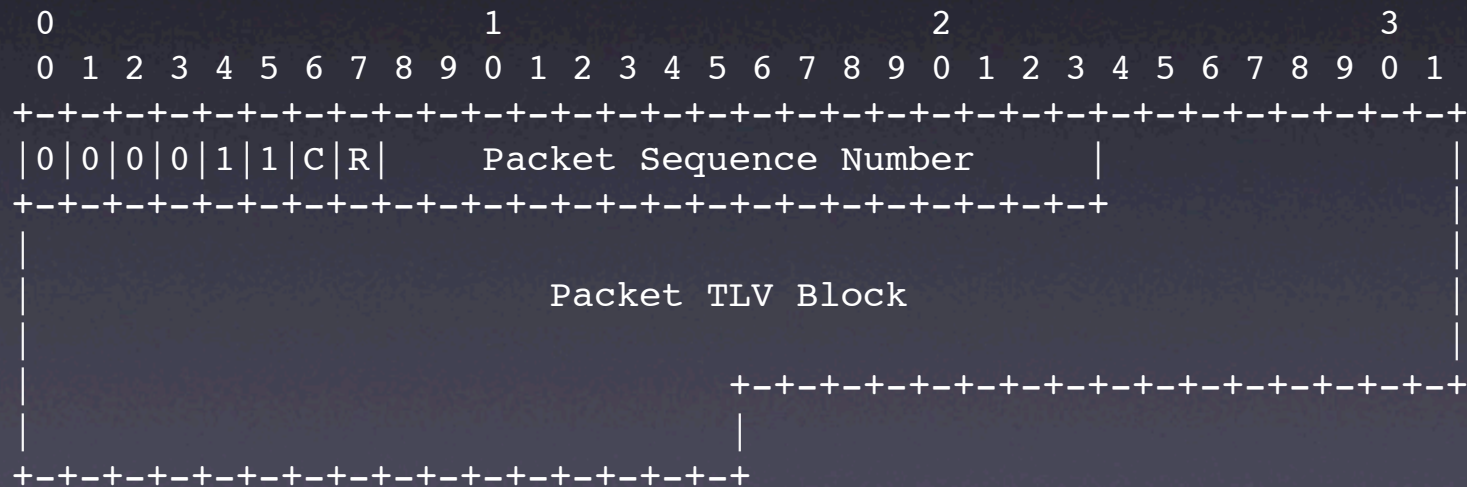 0                   1                   2                   3
 0 1 2 3 4 5 6 7 8 9 0 1 2 3 4 5 6 7 8 9 0 1 2 3 4 5 6 7 8 9 0 1
+-+-+-+-+-+-+-+-+-+-+-+-+-+-+-+-+-+-+-+-+-+-+-+-+-+-+-+-+-+-+-+-+
|0|0|0|0|1|1|C|R|    Packet Sequence Number     |               |
+-+-+-+-+-+-+-+-+-+-+-+-+-+-+-+-+-+-+-+-+-+-+-+-+               |
|                                                               |
|                       Packet TLV Block                        |
|                                                               |
|                               +-+-+-+-+-+-+-+-+-+-+-+-+-+-+-+-+
|                               |
+-+-+-+-+-+-+-+-+-+-+-+-+-+-+-+-+